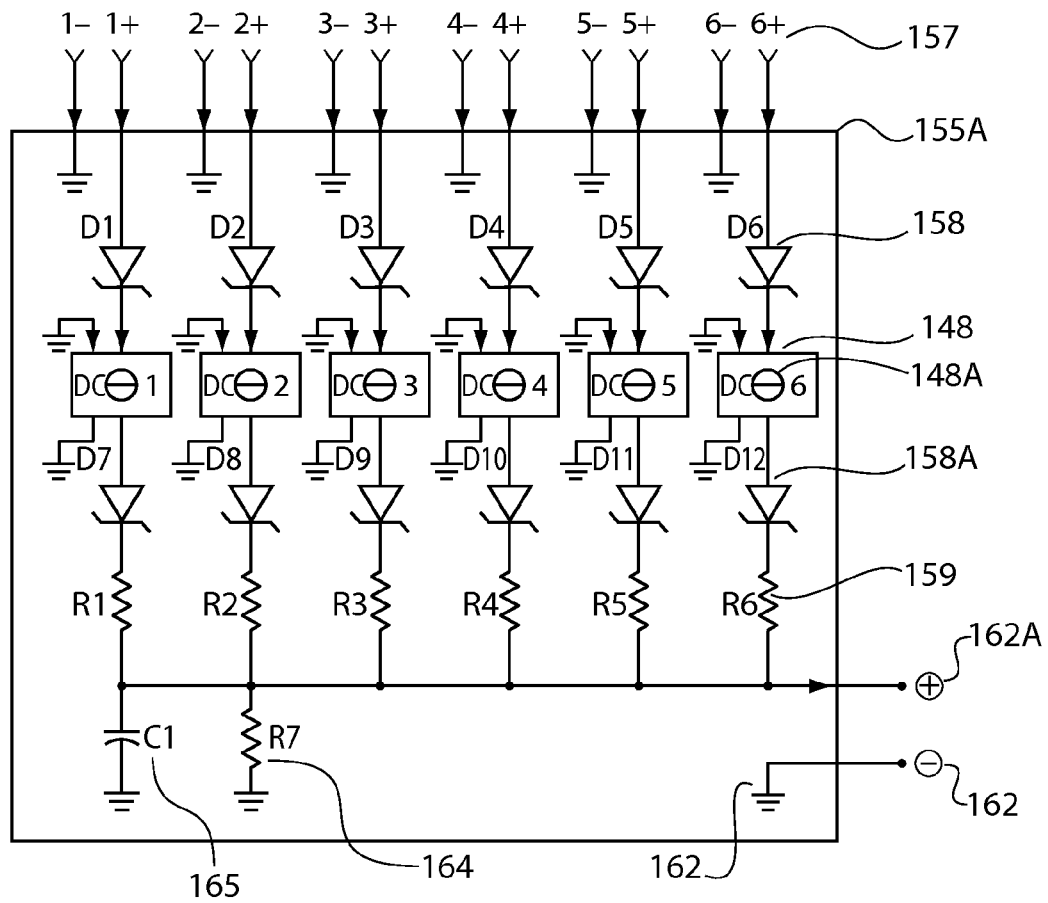 1– 1+ 2– 2+ 3– 3+ 4– 4+ 5– 5+ 6– 6+ 157
155A
D1 D2 D3 D4 D5 D6 158
148
DC 1 DC 2 DC 3 DC 4 DC 5 DC 6 148A
D7 D8 D9 D10 D11 D12 158A
R1 R2 R3 R4 R5 R6 159
162A
+
C1 R7
–
162
165 164 162